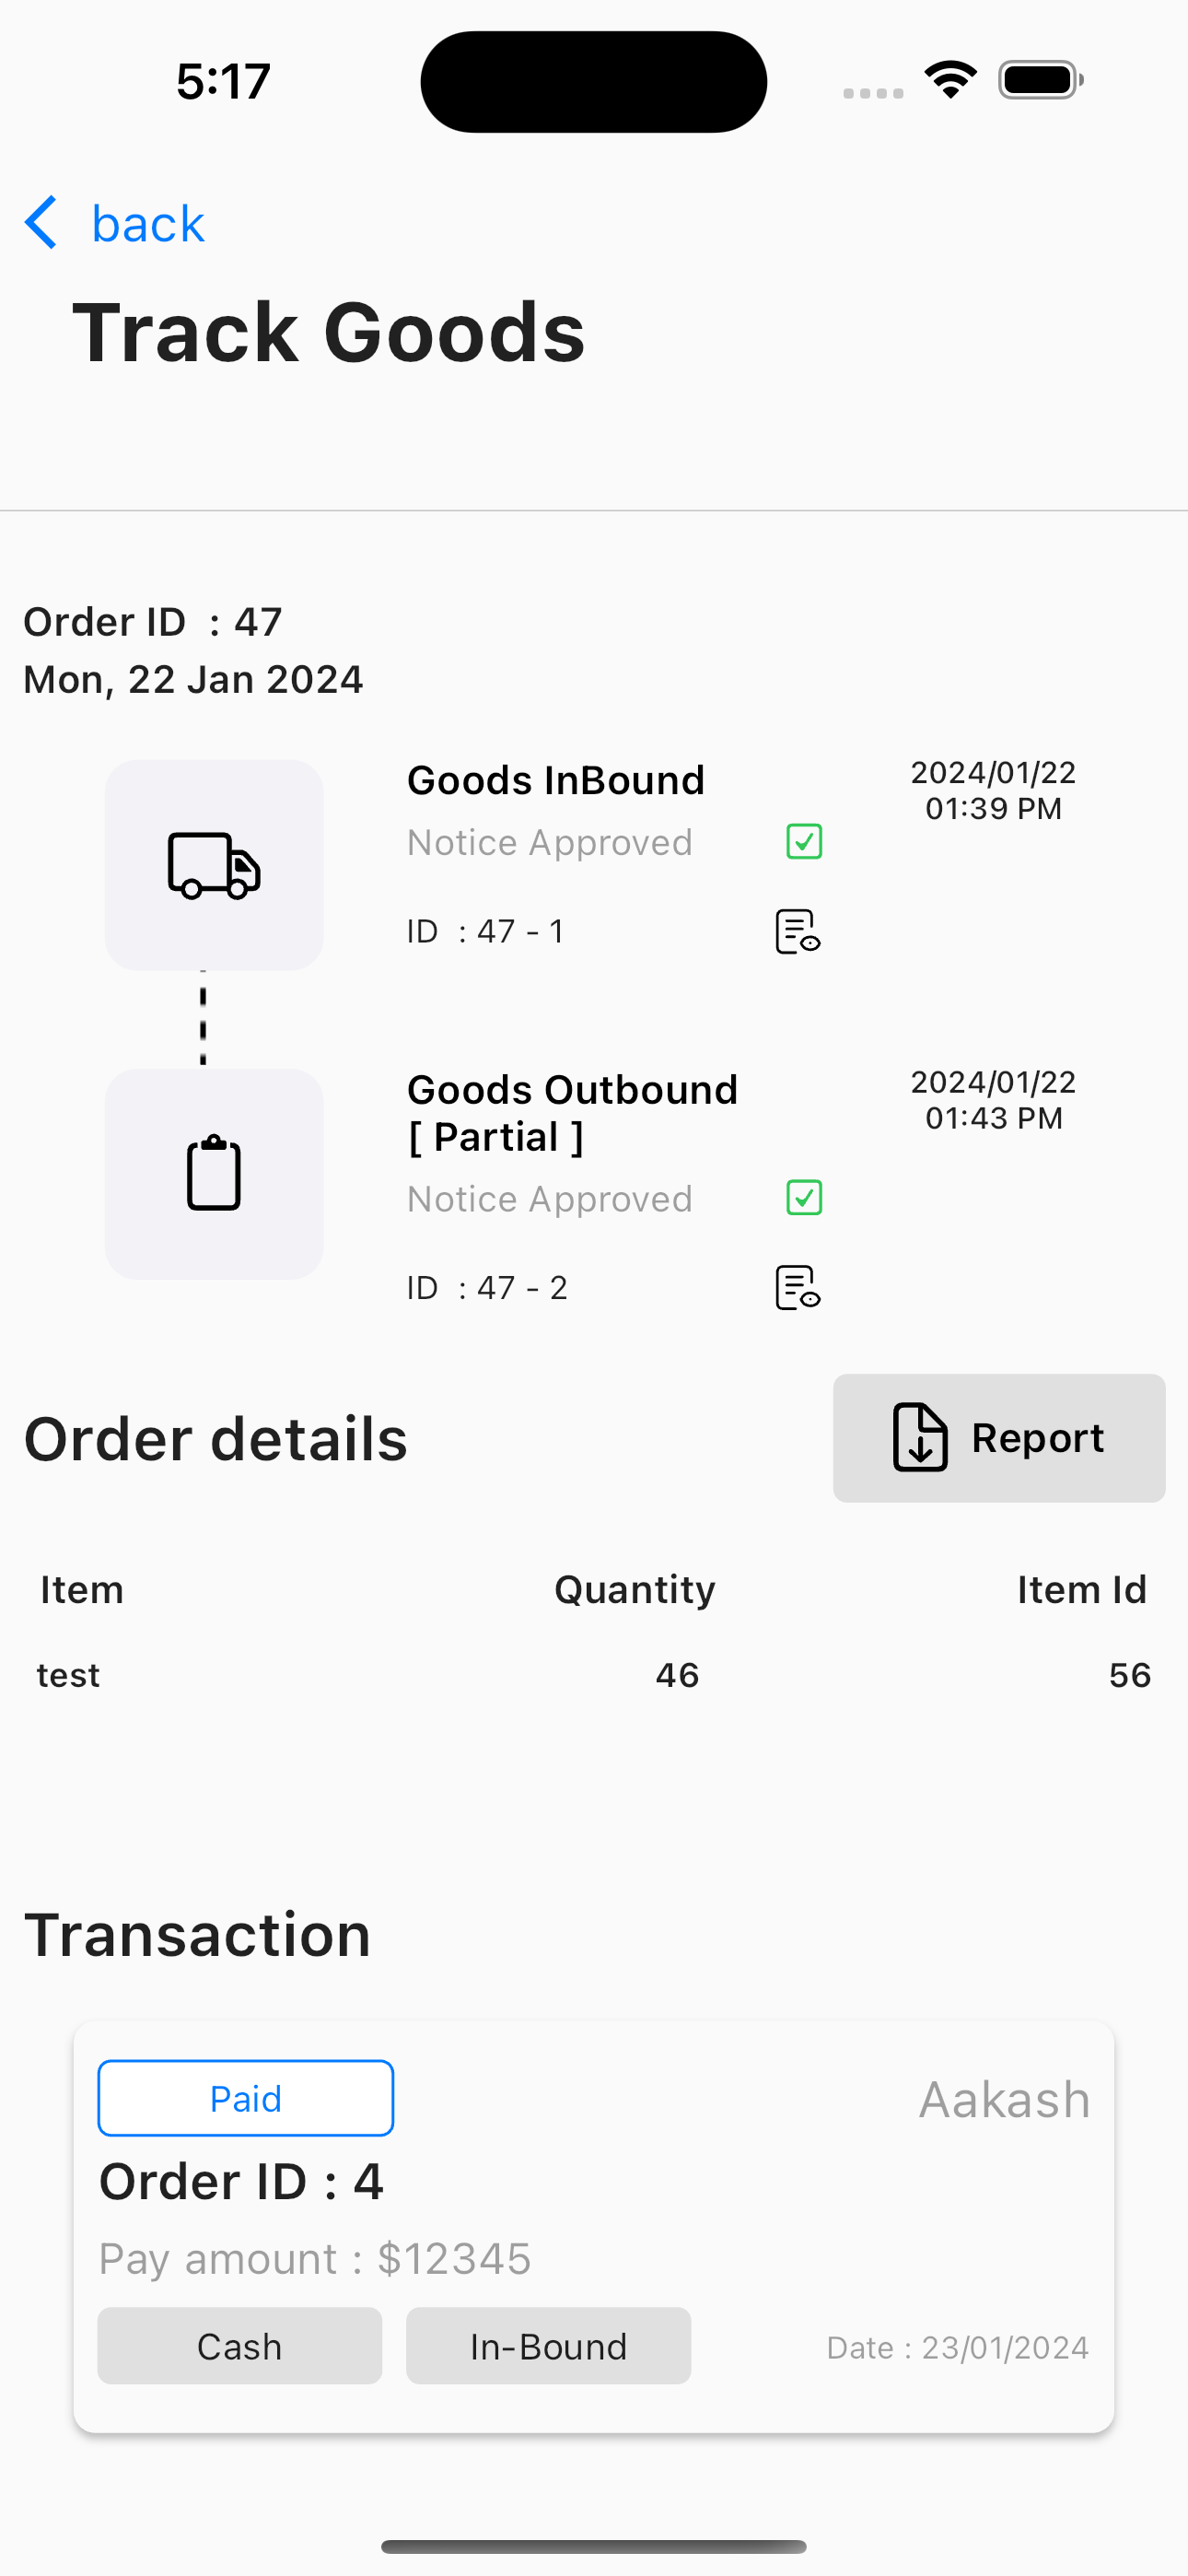 5:17
back
Track Goods
Order ID : 47
Mon, 22 Jan 2024
Goods InBound
2024/01/22
01:39 PM
Notice Approved
ID : 47 - 1
Goods Outbound
[ Partial ]
2024/01/22
01:43 PM
Notice Approved
ID : 47 - 2
Order details
Report
Item Quantity Item Id
test 46 56
Transaction
Paid
Aakash
Order ID : 4
Pay amount : $12345
Cash
In-Bound
Date : 23/01/2024